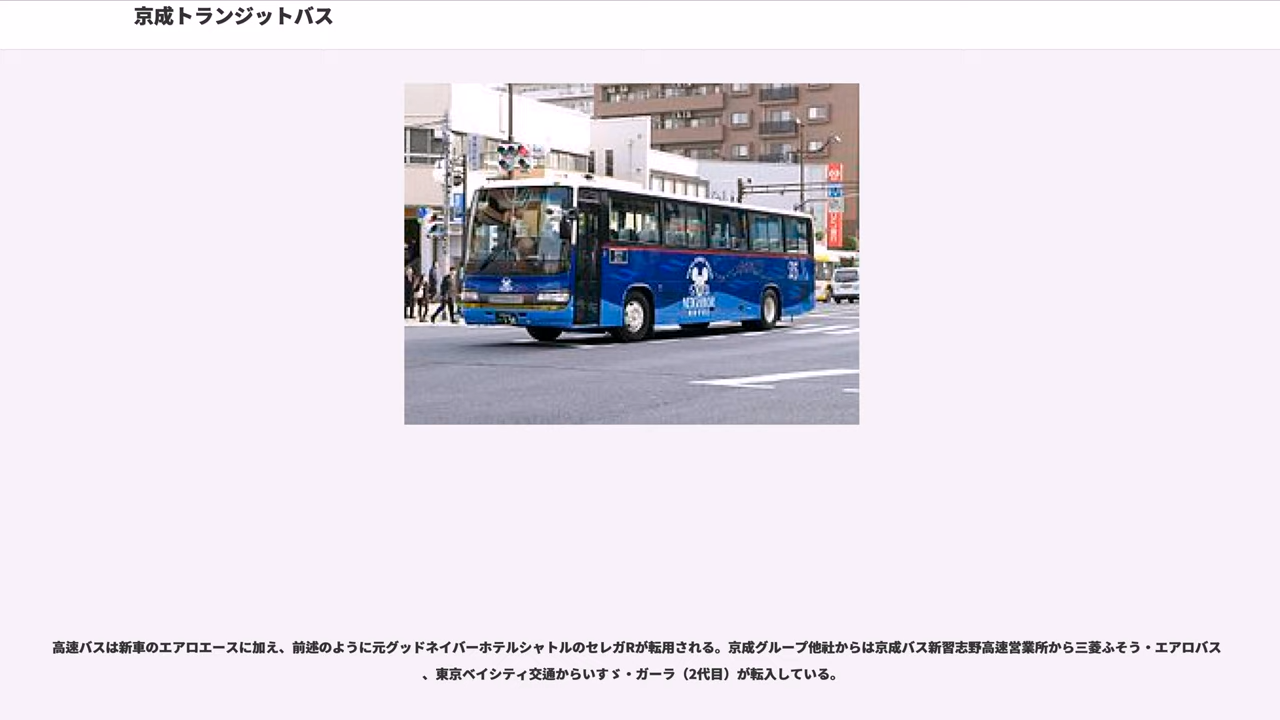 京成トランジットバス
高速バスは新車のエアロエースに加え、前述のように元グッドネイバーホテルシャトルのセレガRが転用される。京成グループ他社からは京成バス新習志野高速営業所から三菱ふそう・エアロバス
、東京ベイシティ交通からいすゞ・ガーラ（2代目）が転入している。